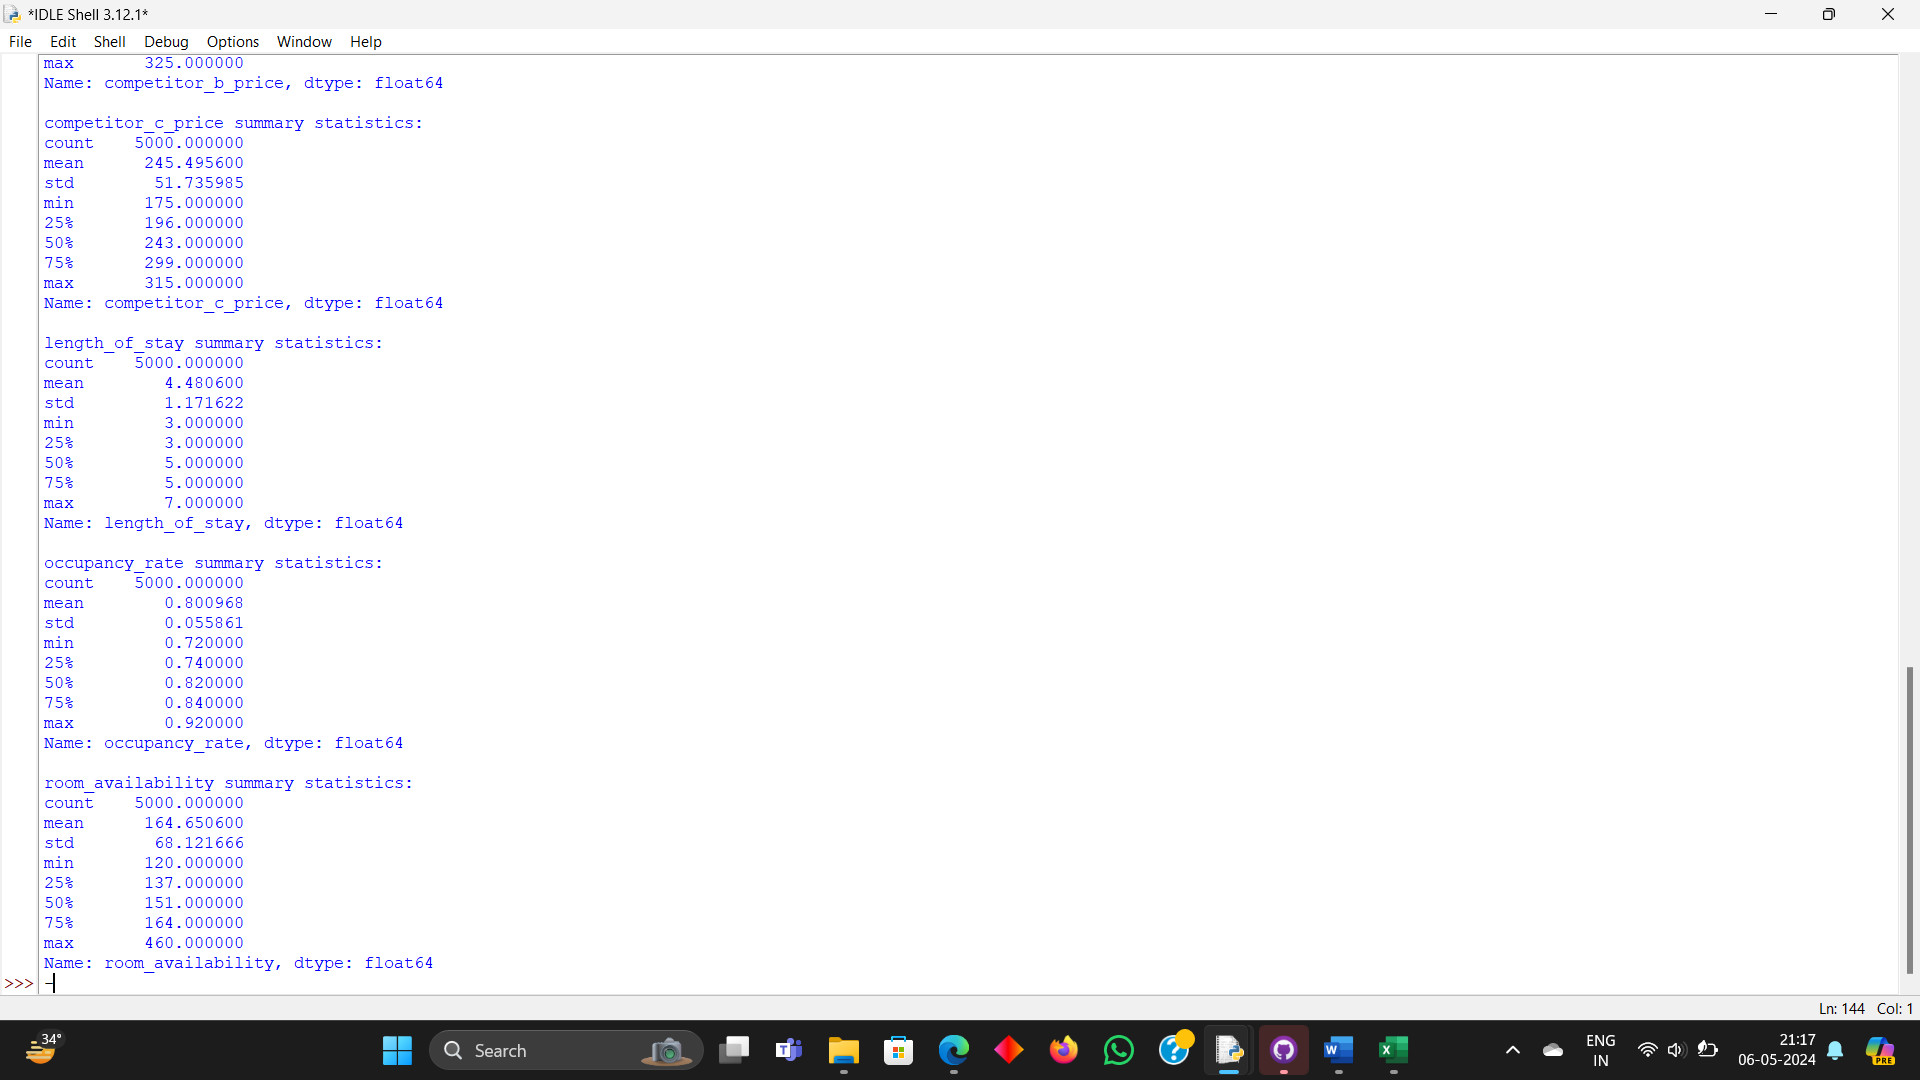 *IDLE Shell 3.12.1*
File Edit Shell Debug Options Window Help
max 325.000000
Name: competitor_b_price, dtype: float64
competitor_c_price summary statistics:
count 5000.000000
mean 245.495600
std 51.735985
min 175.000000
25% 196.000000
50% 243.000000
75% 299.000000
max 315.000000
Name: competitor_c_price, dtype: float64
length_of_stay summary statistics:
count 5000.000000
mean 4.480600
std 1.171622
min 3.000000
25% 3.000000
50% 5.000000
75% 5.000000
max 7.000000
Name: length_of_stay, dtype: float64
occupancy_rate summary statistics:
count 5000.000000
mean 0.800968
std 0.055861
min 0.720000
25% 0.740000
50% 0.820000
75% 0.840000
max 0.920000
Name: occupancy_rate, dtype: float64
room_availability summary statistics:
count 5000.000000
mean 164.650600
std 68.121666
min 120.000000
25% 137.000000
50% 151.000000
75% 164.000000
max 460.000000
Name: room_availability, dtype: float64
>>> -
Ln: 144 Col: 1
34°
Search
ENG
IN
21:17
06-05-2024
PRE